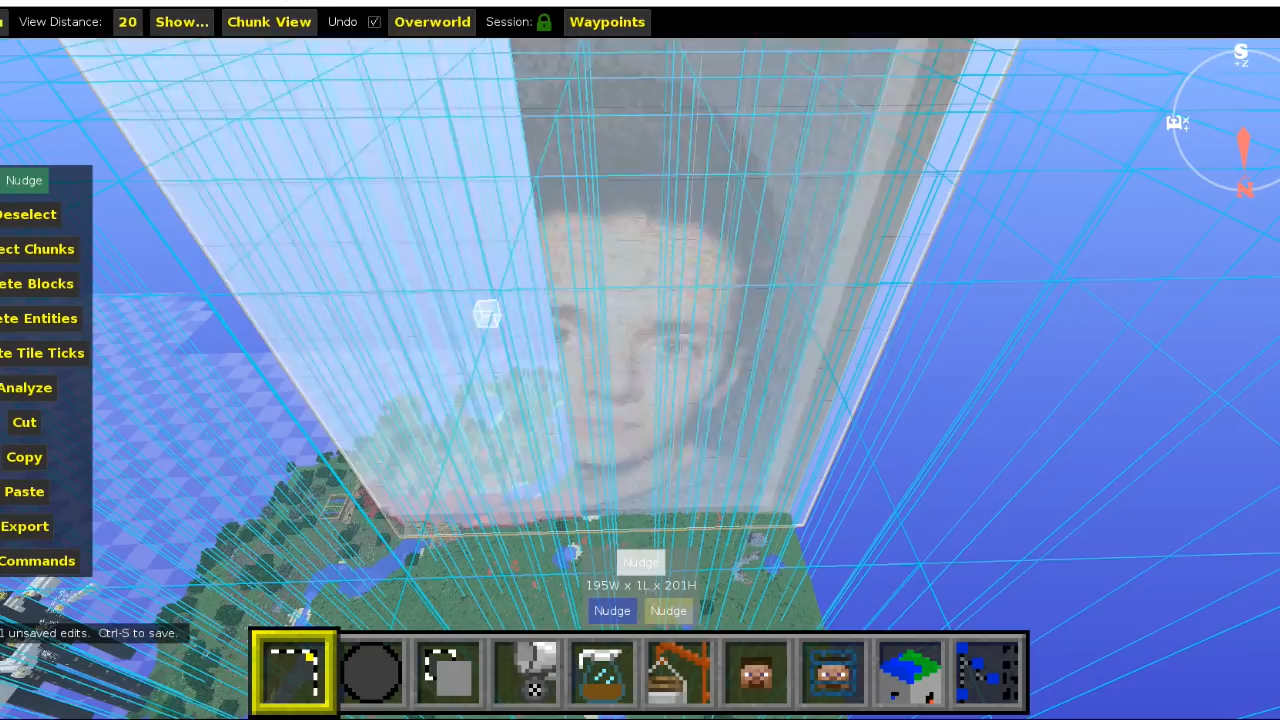 View Distance: 20 Show... Chunk View Undo Overworld Session: Waypoints
S
+Z
X
+
N
Nudge
Deselect
ect Chunks
ete Blocks
ete Entities
te Tile Ticks
Analyze
Cut
Copy
Paste
Export
Commands
Nudge
195W x 1L x 201H
Nudge Nudge
1 unsaved edits. Ctrl-S to save.